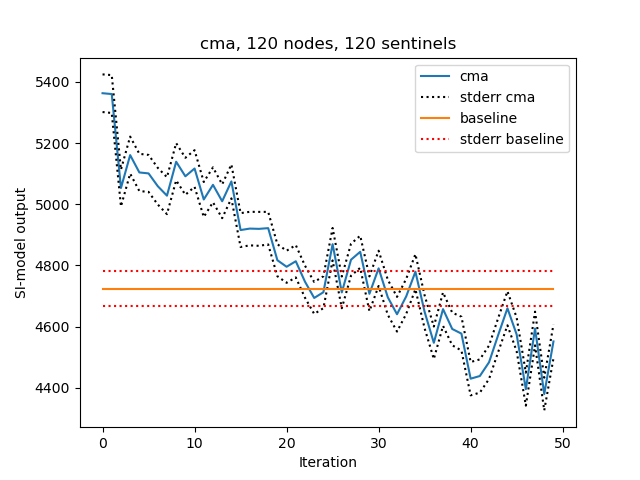 cma, 120 nodes, 120 sentinels
5400
5200
5000
4800
4600
4400
SI-model output
cma
stderr cma
baseline
stderr baseline
0 10 20 30 40 50
Iteration